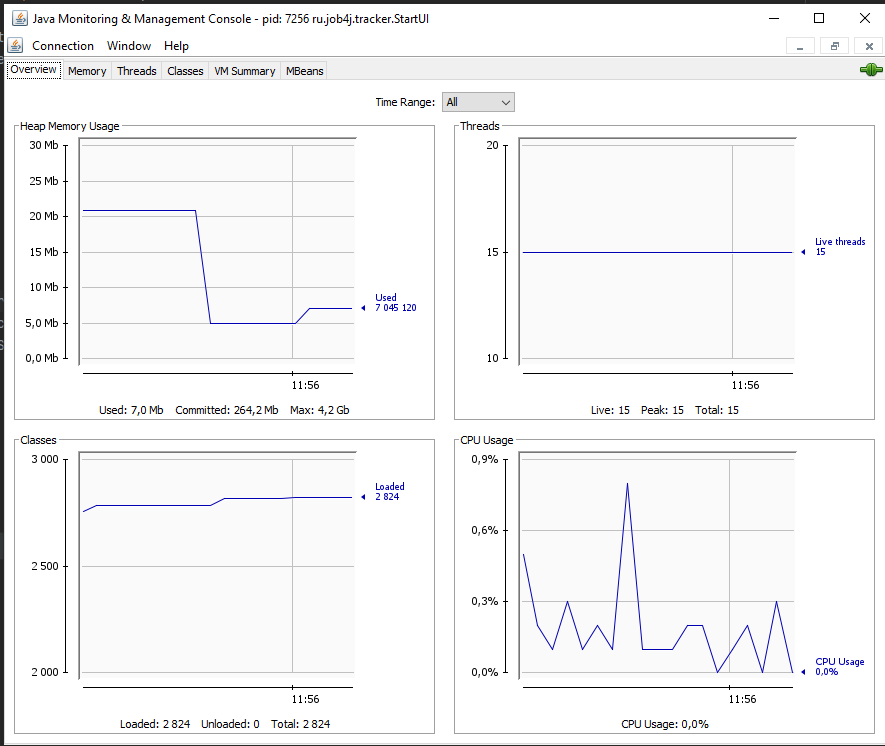 Java Monitoring & Management Console - pid: 7256 ru.job4j.tracker.StartUI
Connection Window Help
Overview Memory Threads Classes VM Summary MBeans
Time Range: All
Heap Memory Usage
30 Mb
25 Mb
20 Mb
15 Mb
10 Mb
5,0 Mb
0,0 Mb
Used
7 045 120
11:56
Used: 7,0 Mb Committed: 264,2 Mb Max: 4,2 Gb
Threads
20
15
10
Live threads
15
11:56
Live: 15 Peak: 15 Total: 15
Classes
3 000
2 500
2 000
Loaded
2 824
11:56
Loaded: 2 824 Unloaded: 0 Total: 2 824
CPU Usage
0,9%
0,6%
0,3%
0,0%
CPU Usage
0,0%
11:56
CPU Usage: 0,0%